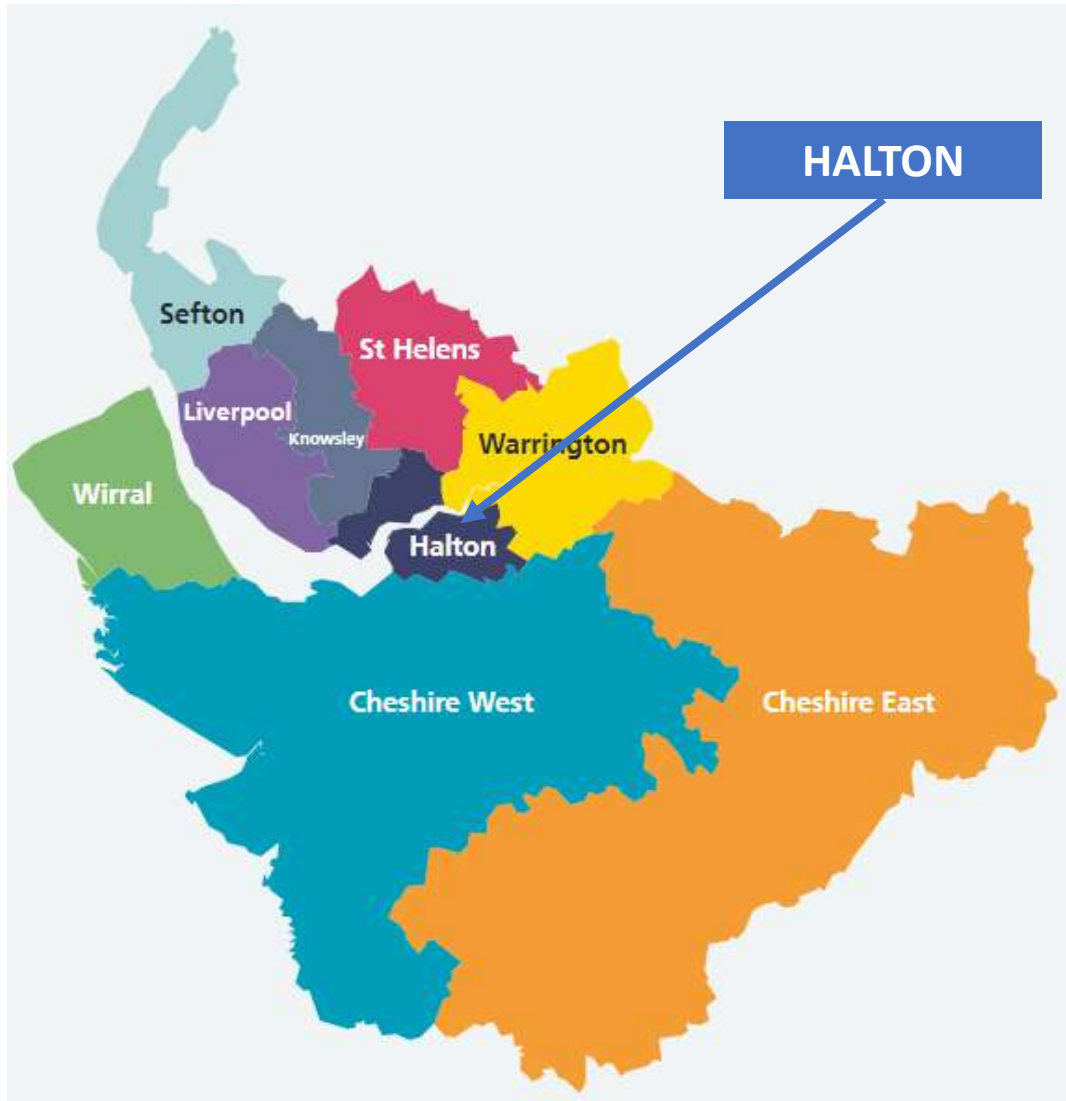 HALTON
Sefton
St Helens
Liverpool
Knowsley
Warrington
Wirral
Halton
Cheshire West
Cheshire East